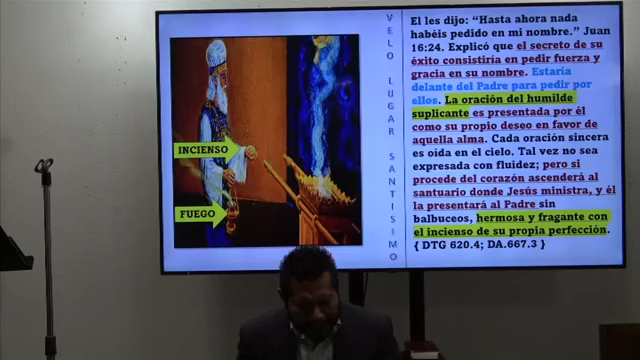 INCIENSO
FUEGO
VELO LUGAR SANTISIMO
El les dijo: “Hasta ahora nada
habéis pedido en mi nombre.” Juan
16:24. Explicó que el secreto de su
éxito consistiría en pedir fuerza y
gracia en su nombre. Estaría
delante del Padre para pedir por
ellos. La oración del humilde
suplicante es presentada por él
como su propio deseo en favor de
aquella alma. Cada oración sincera
es oída en el cielo. Tal vez no sea
expresada con fluidez; pero si
procede del corazón ascenderá al
santuario donde Jesús ministra, y él
la presentará al Padre sin
balbuceos, hermosa y fragante con
el incienso de su propia perfección.
{ DTG 620.4; DA.667.3 }